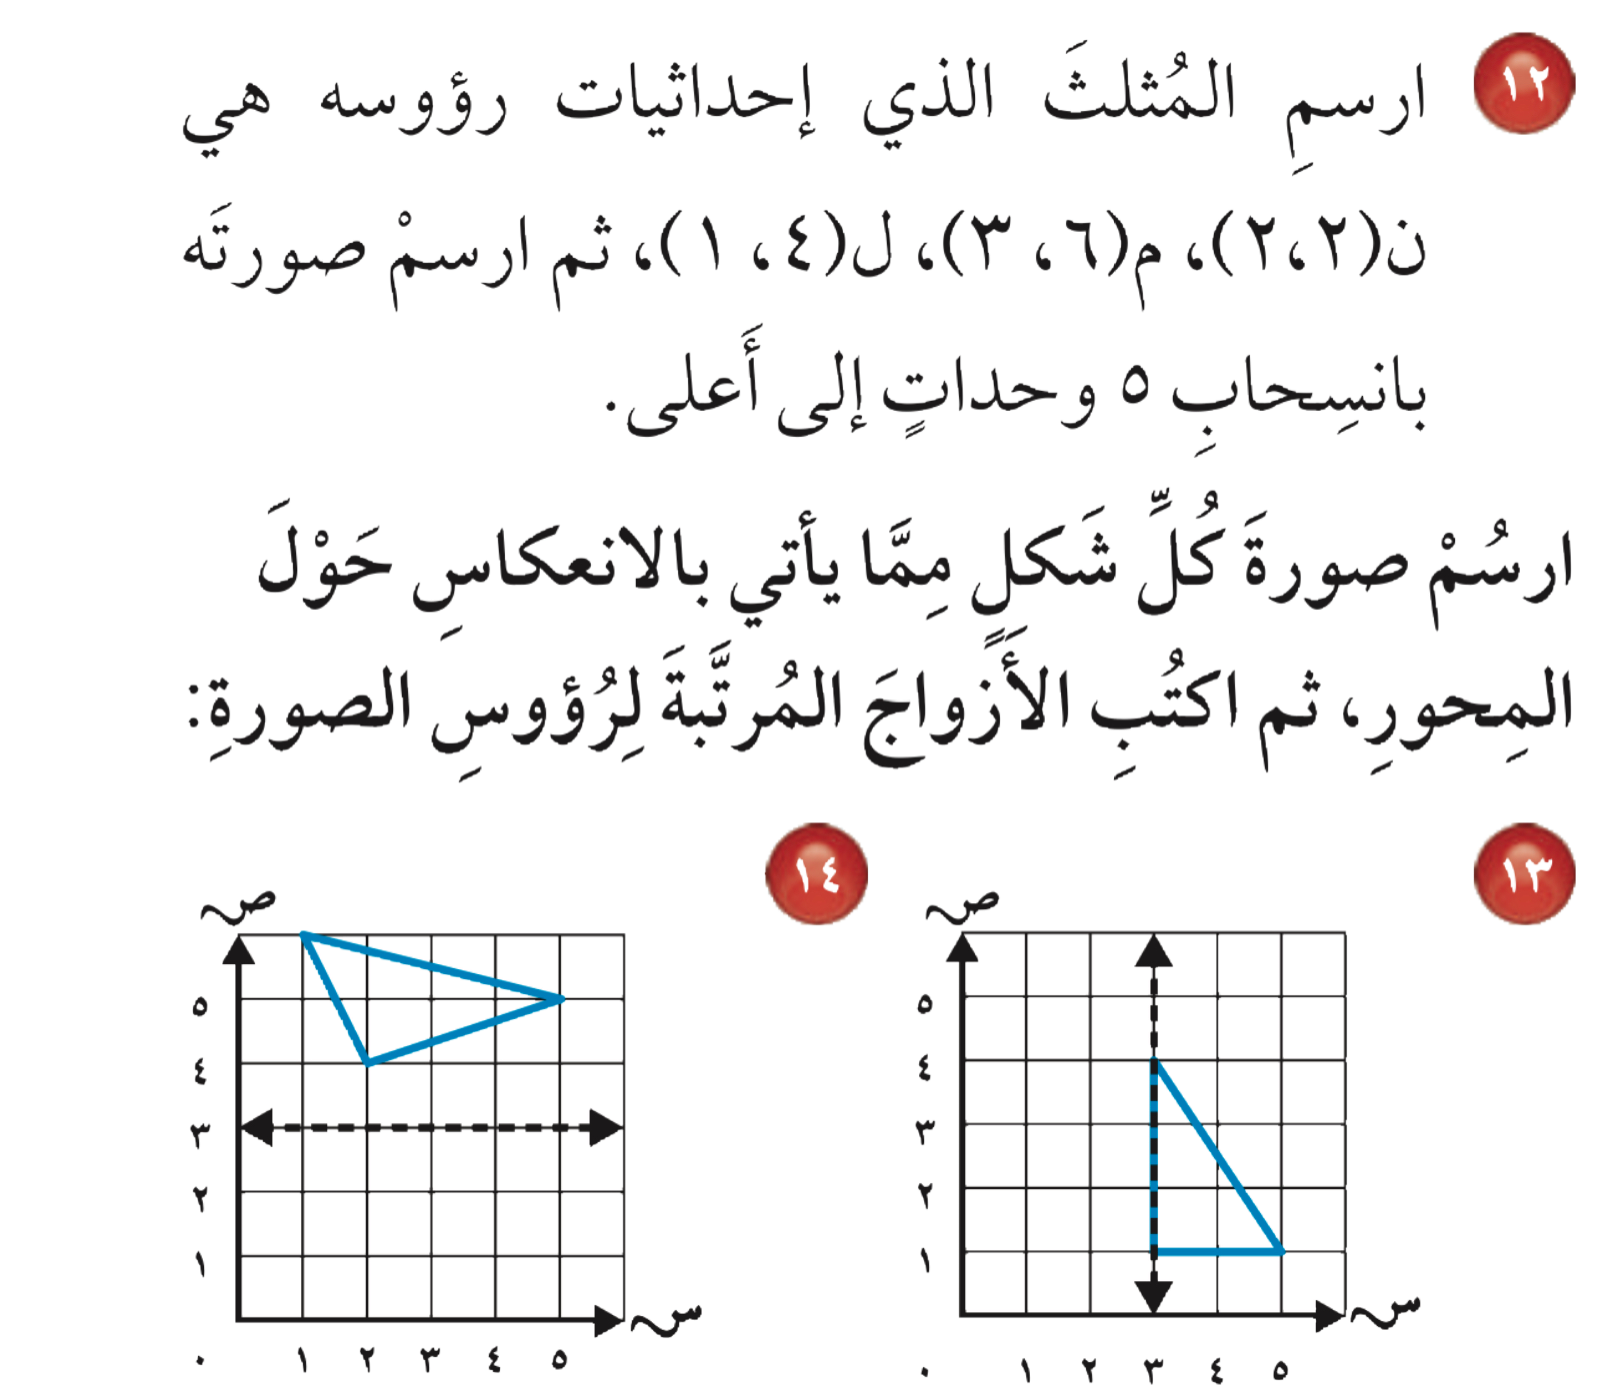 ١٢ ارسمِ المُثلثَ الذي إحداثيات رؤوسه هي
ن(٢،٢)، م(٦، ٣)، ل(٤، ١)، ثم ارسمْ صورتَه
بانسِحابِ ٥ وحداتٍ إلى أَعلى.
ارسُمْ صورةَ كُلِّ شَكلٍ مِمَّا يأتي بالانعكاسِ حَوْلَ
المِحورِ، ثم اكتُبِ الأَزواجَ المُرتَّبةَ لِرُؤوسِ الصورةِ:
١٣
ص
٥
٤
٣
٢
١
س
٠ ١ ٢ ٣ ٤ ٥
١٤
ص
٥
٤
٣
٢
١
س
٠ ١ ٢ ٣ ٤ ٥